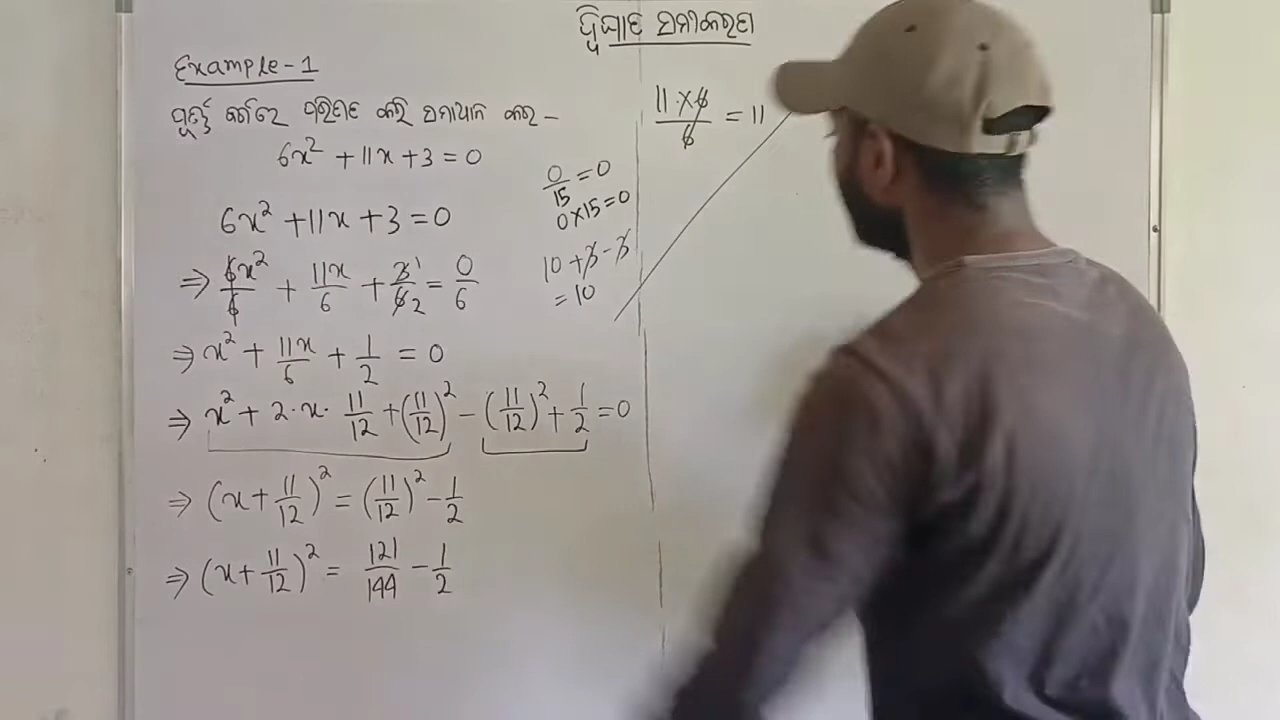 ଦ୍ୱିଘାତ ସମୀକରଣ
Example-1
ପୂର୍ଣ୍ଣ ବର୍ଗରେ ପରିଣତ କରି ସମାଧାନ କର-
6x² + 11x + 3 = 0
6x² + 11x + 3 = 0
⇒ 6x²/6 + 11x/6 + 3 1/6 2 = 0/6
⇒ x² + 11x/6 + 1/2 = 0
⇒ x² + 2·x· 11/12 + (11/12)² - (11/12)² + 1/2 = 0
⇒ (x + 11/12)² = (11/12)² - 1/2
⇒ (x + 11/12)² = 121/144 - 1/2
0/15 = 0
0×15=0
10 + 3 - 3
= 10
11×6/6 = 11